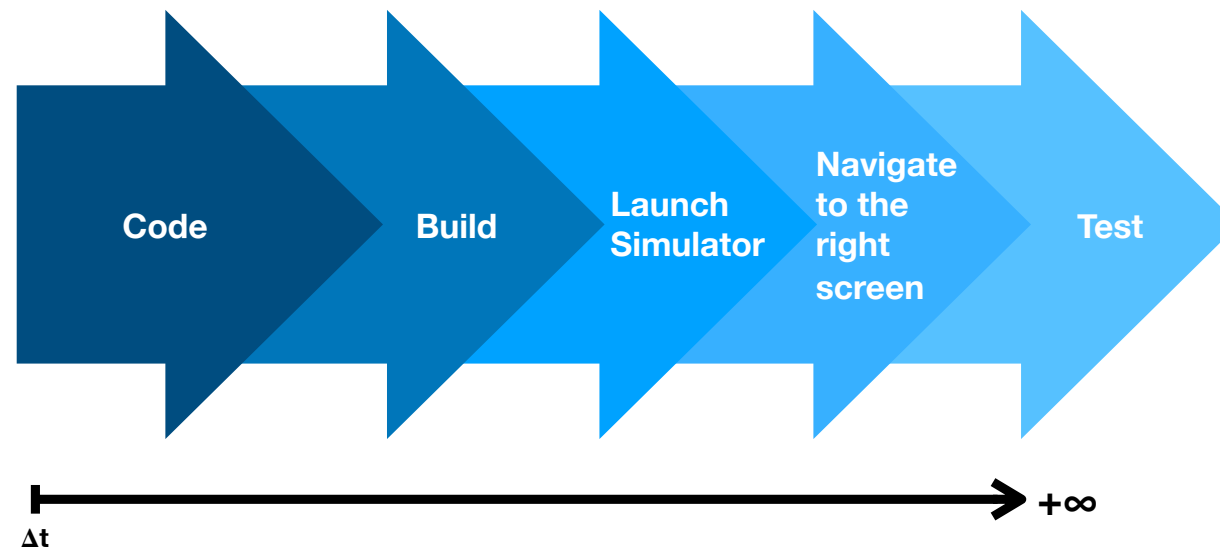 Code
Build
Launch
Simulator
Navigate
to the
right
screen
Test
+∞
Δt